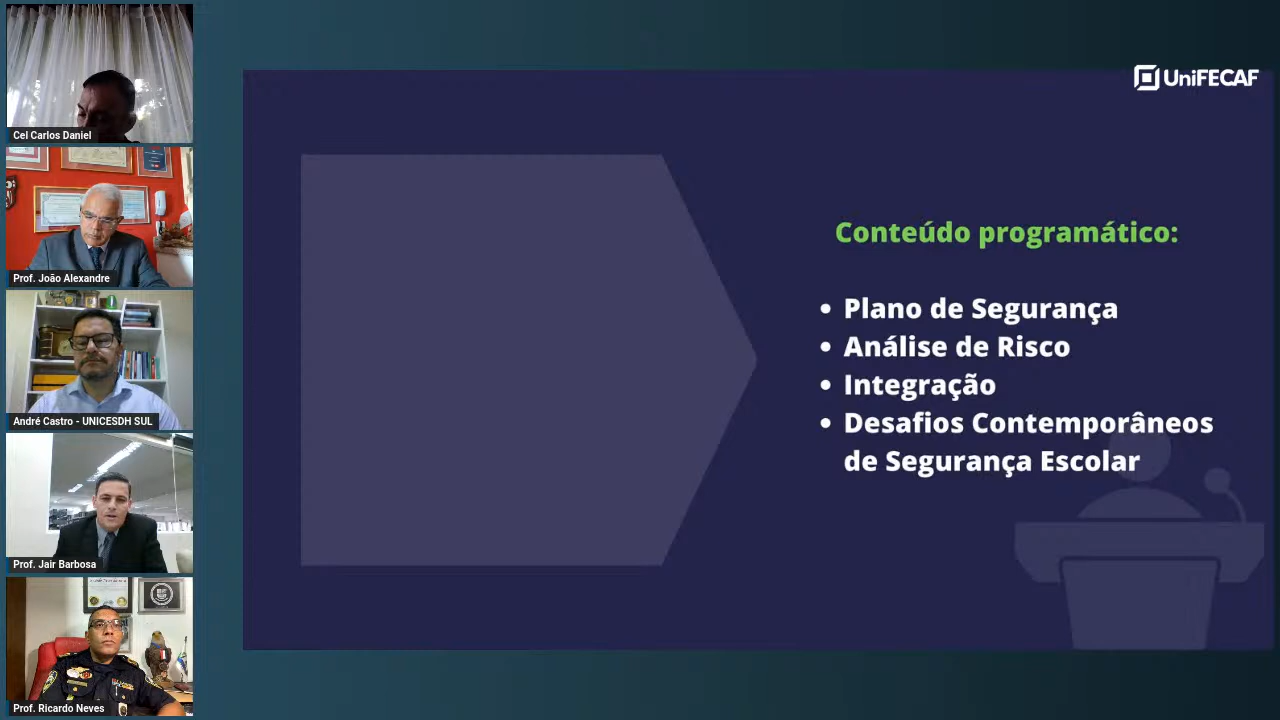 Cel Carlos Daniel
Prof. João Alexandre
André Castro - UNICESDH SUL
Prof. Jair Barbosa
Prof. Ricardo Neves
UniFECAF
Conteúdo programático:
• Plano de Segurança
• Análise de Risco
• Integração
• Desafios Contemporâneos
de Segurança Escolar